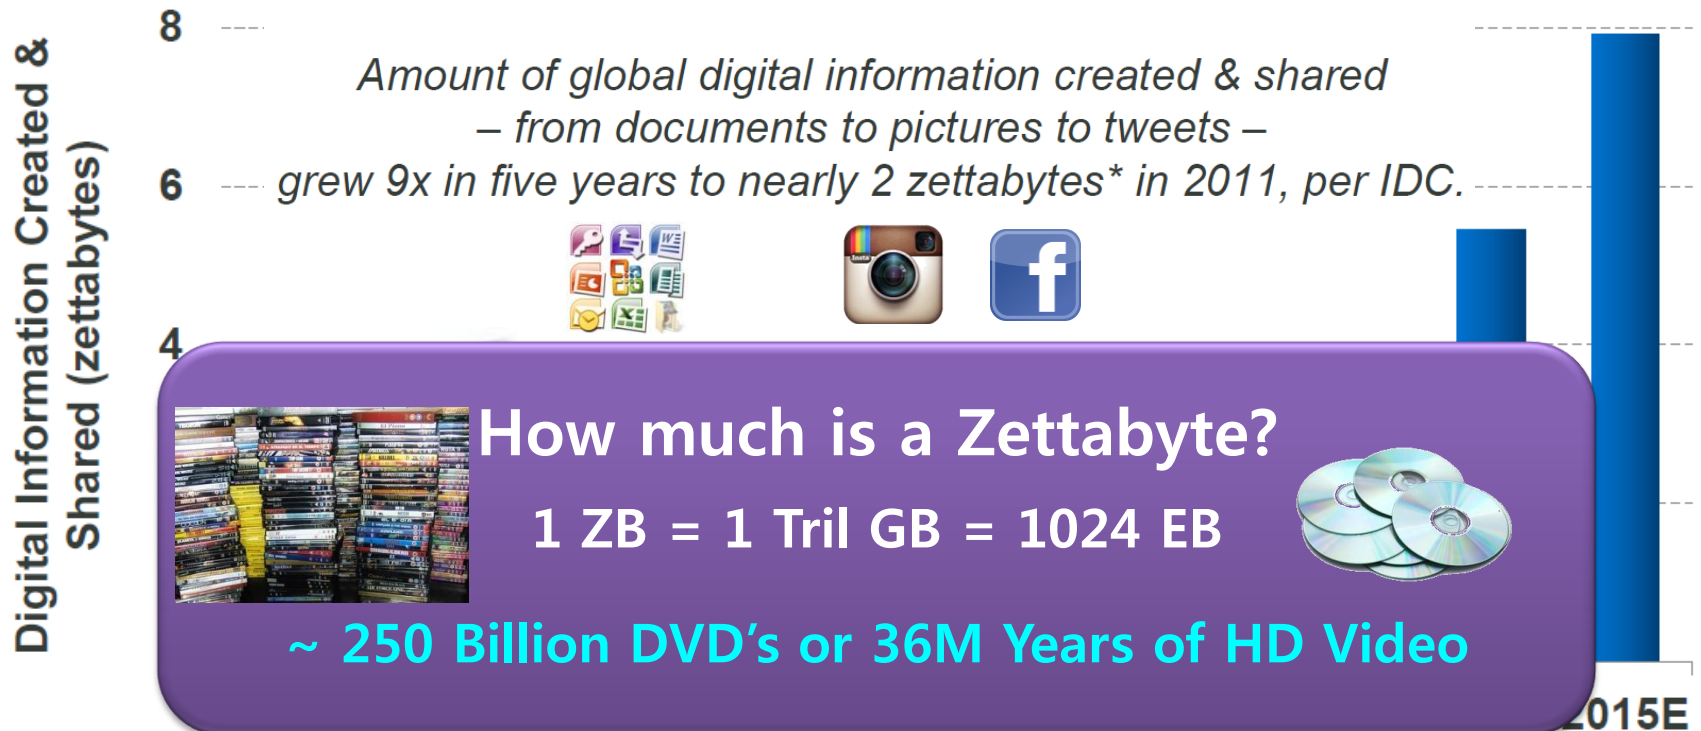 Digital Information Created &
Shared (zettabytes)
8
6
4
Amount of global digital information created & shared
– from documents to pictures to tweets –
grew 9x in five years to nearly 2 zettabytes* in 2011, per IDC.
Insta
f
How much is a Zettabyte?
1 ZB = 1 Tril GB = 1024 EB
~ 250 Billion DVD’s or 36M Years of HD Video
2015E